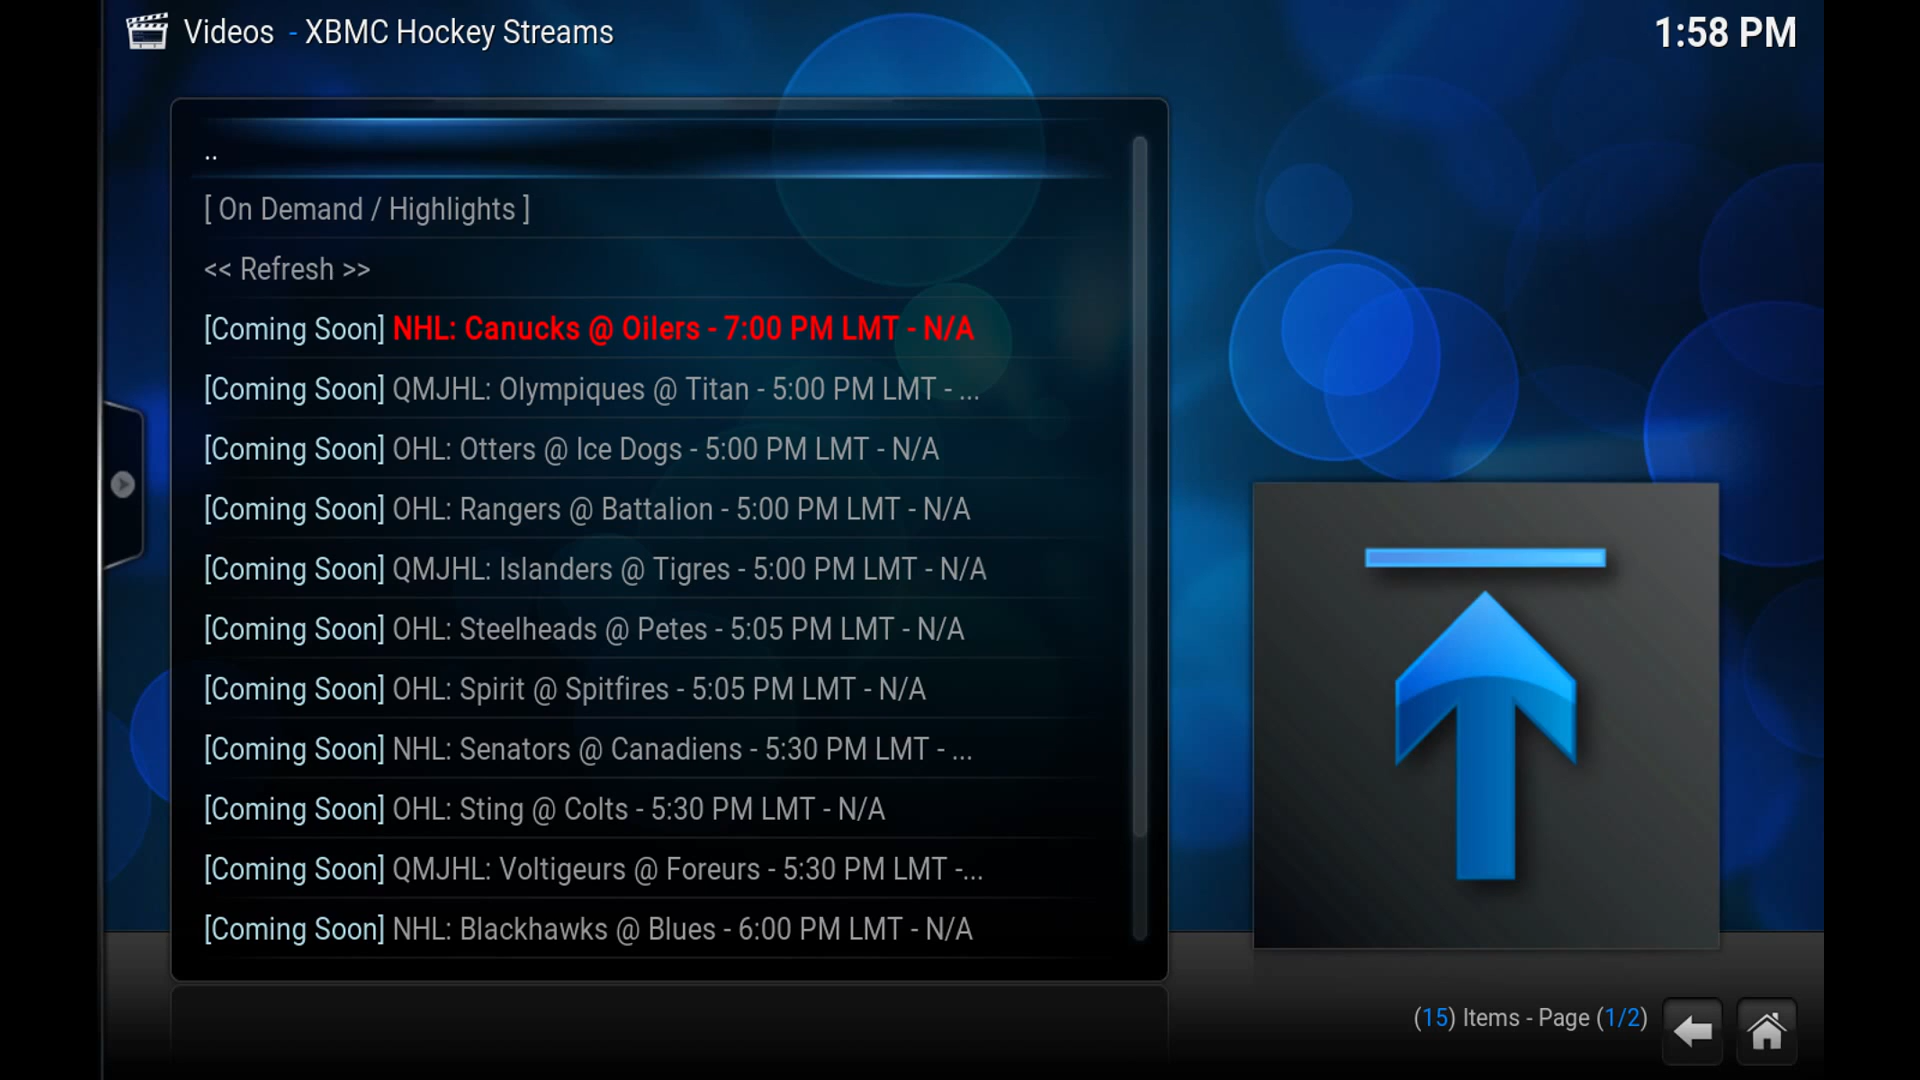 Videos - XBMC Hockey Streams
1:58 PM
..
[ On Demand / Highlights ]
<< Refresh >>
[Coming Soon] NHL: Canucks @ Oilers - 7:00 PM LMT - N/A
[Coming Soon] QMJHL: Olympiques @ Titan - 5:00 PM LMT - ...
[Coming Soon] OHL: Otters @ Ice Dogs - 5:00 PM LMT - N/A
[Coming Soon] OHL: Rangers @ Battalion - 5:00 PM LMT - N/A
[Coming Soon] QMJHL: Islanders @ Tigres - 5:00 PM LMT - N/A
[Coming Soon] OHL: Steelheads @ Petes - 5:05 PM LMT - N/A
[Coming Soon] OHL: Spirit @ Spitfires - 5:05 PM LMT - N/A
[Coming Soon] NHL: Senators @ Canadiens - 5:30 PM LMT - ...
[Coming Soon] OHL: Sting @ Colts - 5:30 PM LMT - N/A
[Coming Soon] QMJHL: Voltigeurs @ Foreurs - 5:30 PM LMT -...
[Coming Soon] NHL: Blackhawks @ Blues - 6:00 PM LMT - N/A
(15) Items - Page (1/2)